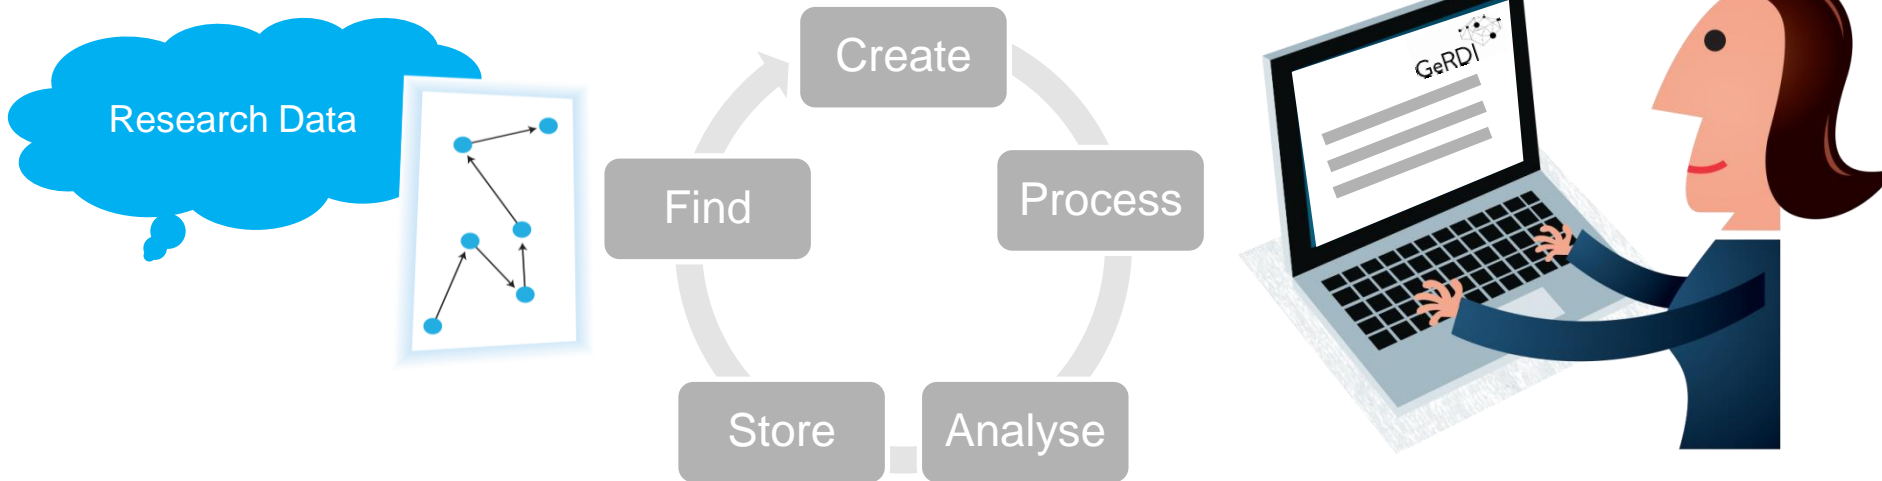 Research Data
Create
Process
Analyse
Store
Find
GeRDI